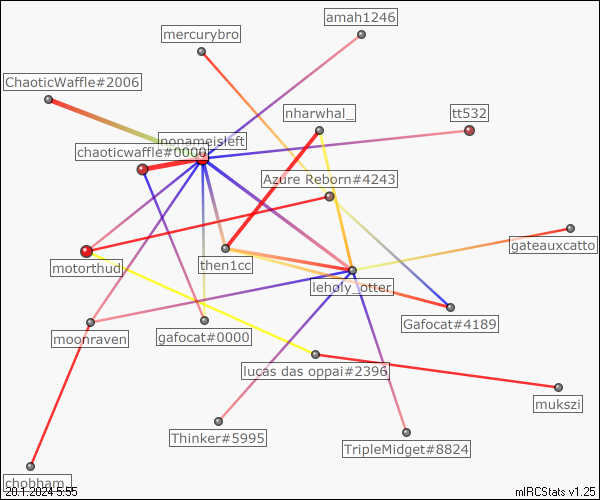 amah1246
mercurybro
ChaoticWaffle#2006
nharwhal_
tt532
nonameisleft
chaoticwaffle#0000
Azure Reborn#4243
gateauxcatto
then1cc
motorthud
leholy_otter
Gafocat#4189
gafocat#0000
moonraven
lucas das oppai#2396
mukszi
Thinker#5995
TripleMidget#8824
chobham_
20.1.2024 5:55
mIRCStats v1.25